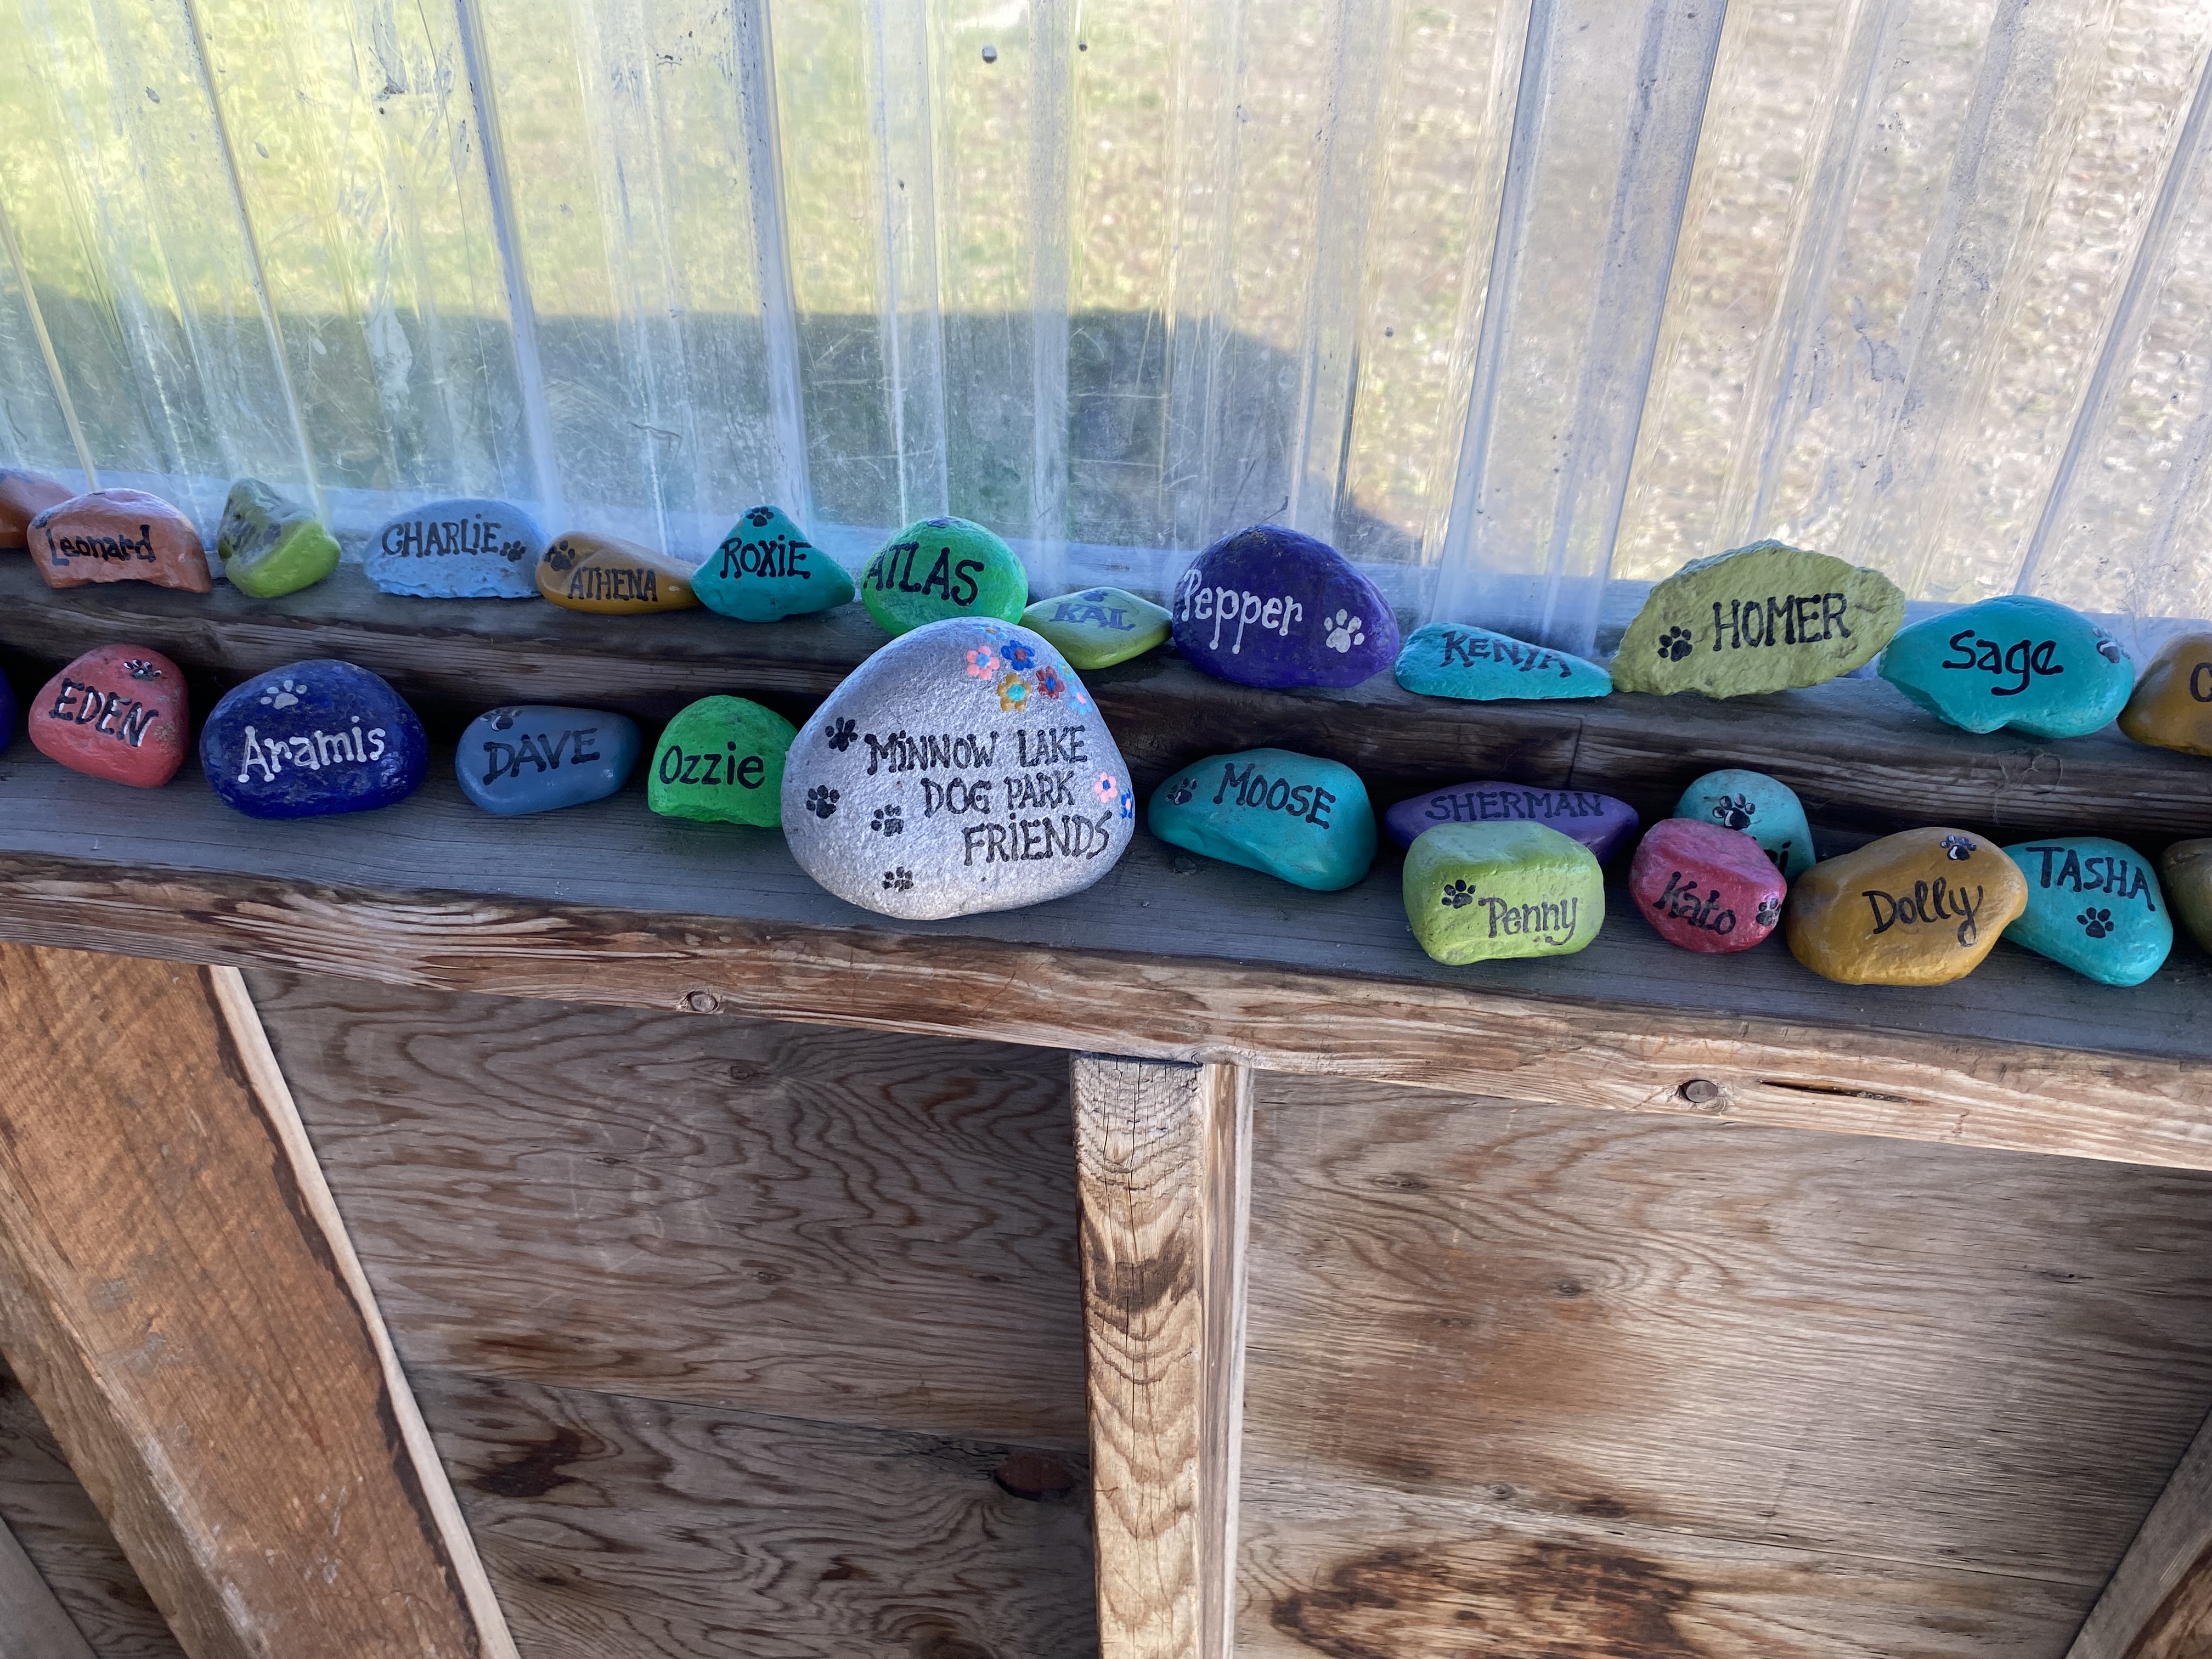 Leonard
CHARLIE
ATHENA
ROXIE
ATLAS
KAI
Pepper
KENYA
HOMER
Sage
EDEN
Aramis
DAVE
Ozzie
MINNOW LAKE
DOG PARK
FRIENDS
MOOSE
SHERMAN
Penny
Kato
Dolly
TASHA